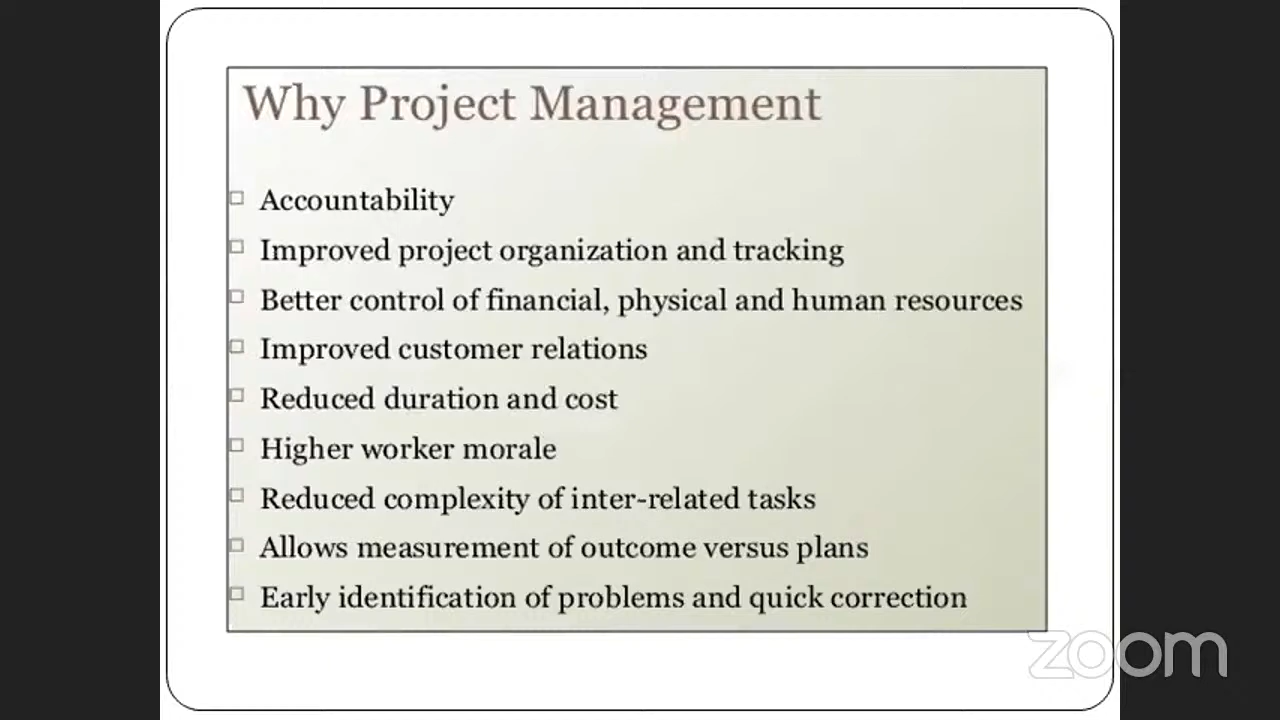 Why Project Management
Accountability
Improved project organization and tracking
Better control of financial, physical and human resources
Improved customer relations
Reduced duration and cost
Higher worker morale
Reduced complexity of inter-related tasks
Allows measurement of outcome versus plans
Early identification of problems and quick correction
zoom